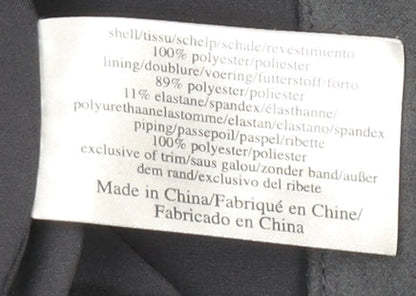 shell/tissu/schelp/schale/revestimiento
100% polyester/poliester
lining/doublure/voering/futterstoff/forro
89% polyester/poliester
11% elastane/spandex/élasthanne/
polyurethaanelastomme/elastan/elastano/spandex
piping/passepoil/paspel/ribette
100% polyester/poliester
exclusive of trim/saus galou/zonder band/außer
dem rand/exclusivo del ribete
Made in China/Fabriqué en Chine/
Fabricado en China